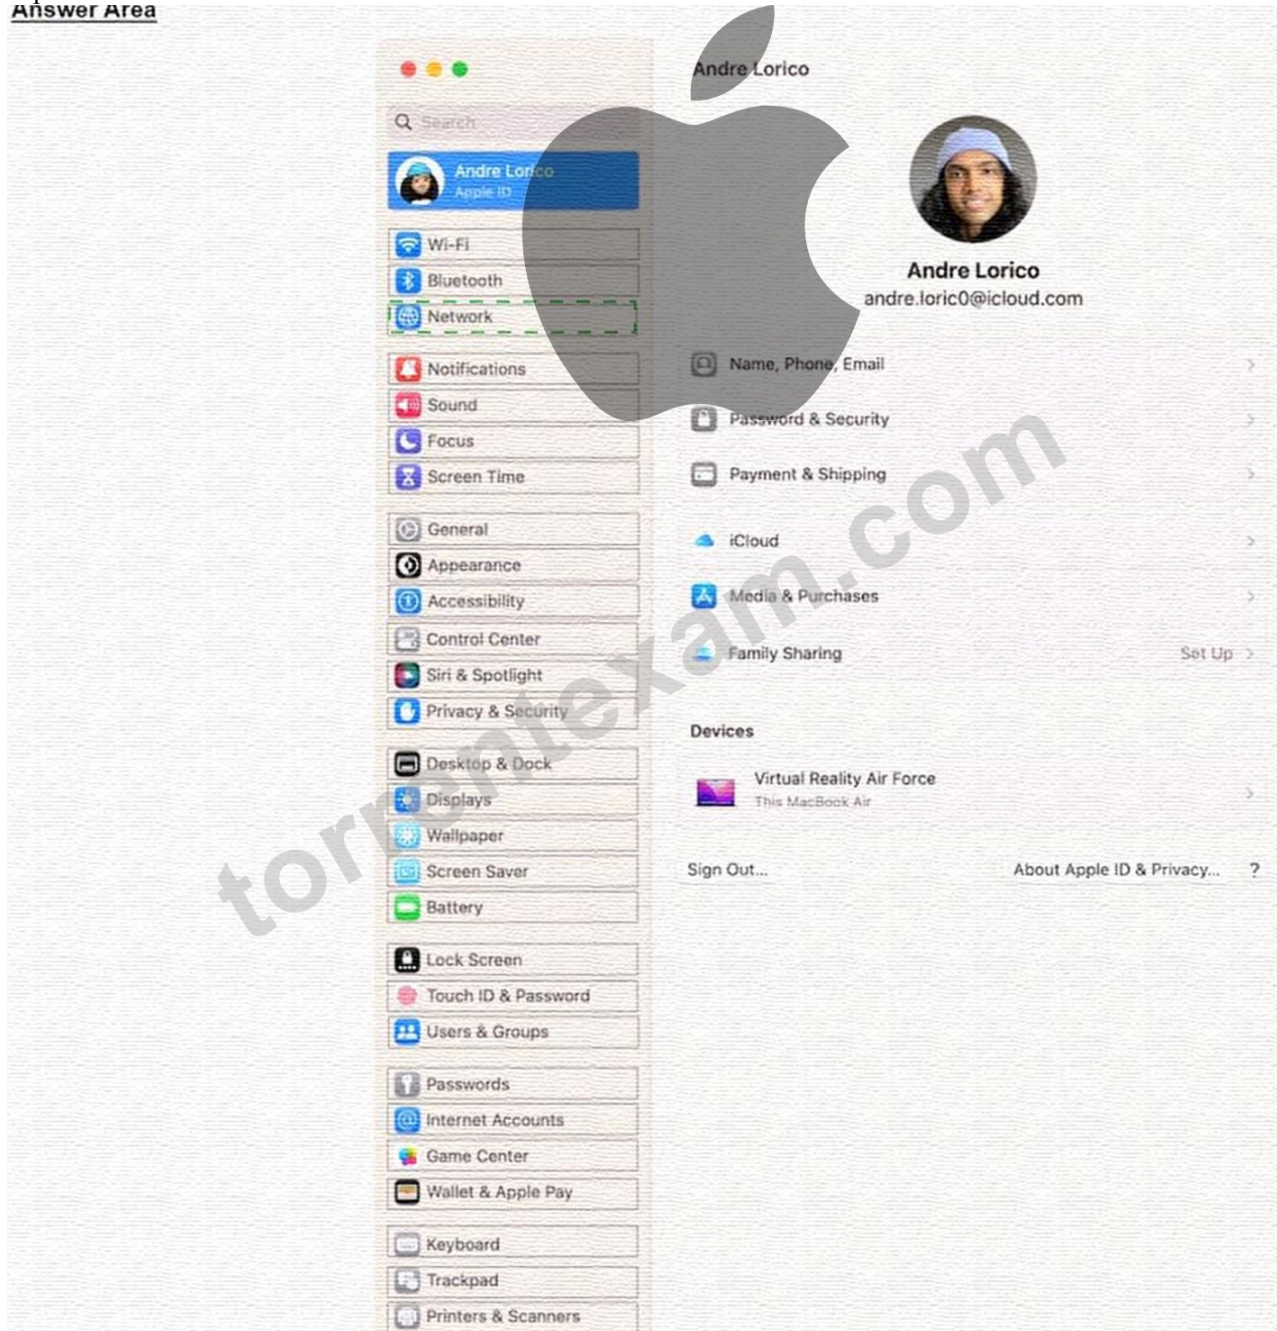 Answer Area
Andre Lorico
Search
Andre Lorico
Apple ID
Wi-Fi
Bluetooth
Network
Notifications
Sound
Focus
Screen Time
General
Appearance
Accessibility
Control Center
Siri & Spotlight
Privacy & Security
Desktop & Dock
Displays
Wallpaper
Screen Saver
Battery
Lock Screen
Touch ID & Password
Users & Groups
Passwords
Internet Accounts
Game Center
Wallet & Apple Pay
Keyboard
Trackpad
Printers & Scanners
Andre Lorico
andre.loric0@icloud.com
Name, Phone, Email
Password & Security
Payment & Shipping
iCloud
Media & Purchases
Family Sharing Set Up
Devices
Virtual Reality Air Force
This MacBook Air
Sign Out... About Apple ID & Privacy... ?
torrentexam.com